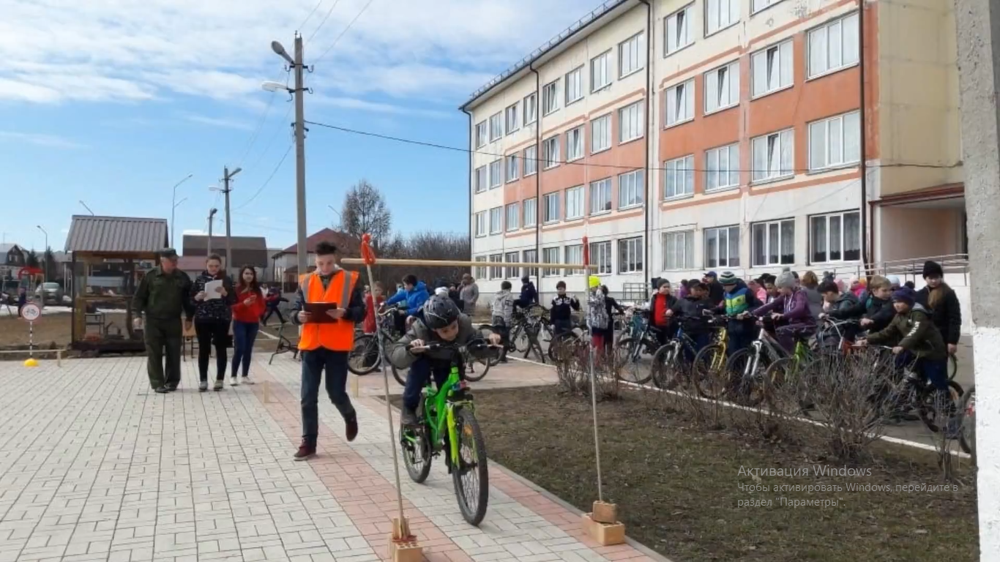 Активация Windows
Чтобы активировать Windows, перейдите в
раздел "Параметры".